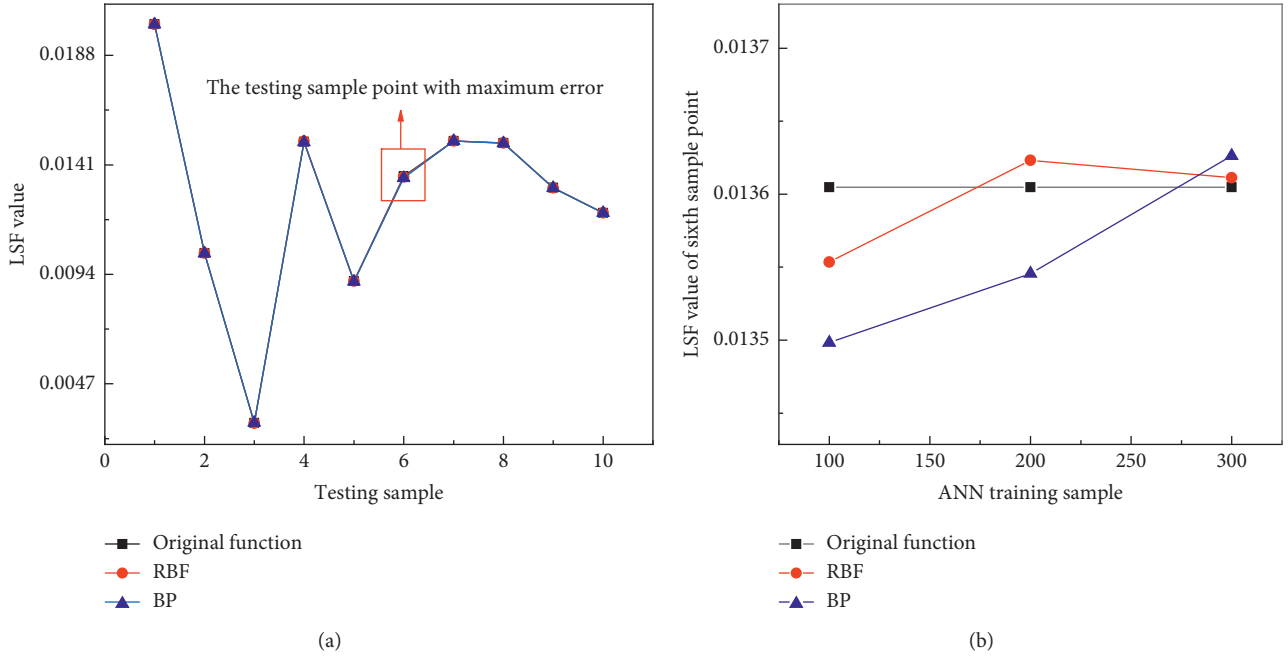 0.0188
0.0141
0.0094
0.0047
LSF value
The testing sample point with maximum error
0 2 4 6 8 10
Testing sample
Original function
RBF
BP
(a)
0.0137
0.0136
0.0135
LSF value of sixth sample point
100 150 200 250 300
ANN training sample
Original function
RBF
BP
(b)